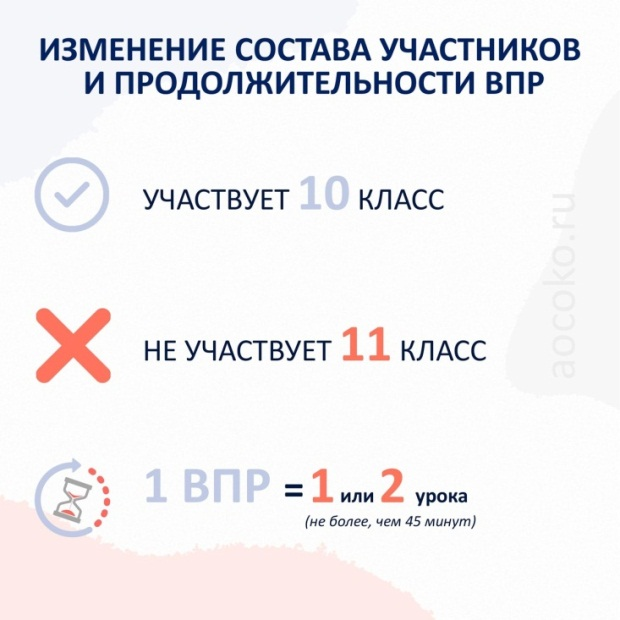 ИЗМЕНЕНИЕ СОСТАВА УЧАСТНИКОВ
И ПРОДОЛЖИТЕЛЬНОСТИ ВПР
УЧАСТВУЕТ 10 КЛАСС
aocoko.ru
НЕ УЧАСТВУЕТ 11 КЛАСС
1 ВПР = 1 или 2 урока
(не более, чем 45 минут)